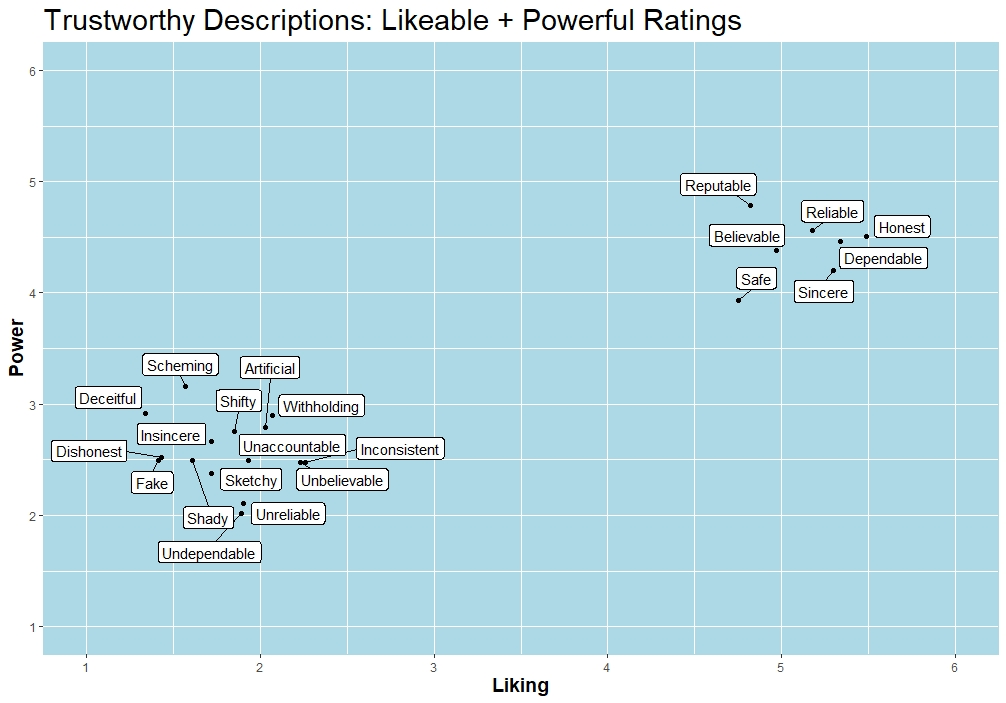 Trustworthy Descriptions: Likeable + Powerful Ratings
6
5
4
3
2
1
Power
Reputable
Reliable
Honest
Believable
Dependable
Safe
Sincere
Scheming
Artificial
Deceitful
Shifty
Withholding
Insincere
Unaccountable
Dishonest
Inconsistent
Fake
Sketchy
Unbelievable
Shady
Unreliable
Undependable
1
2
3
4
5
6
Liking